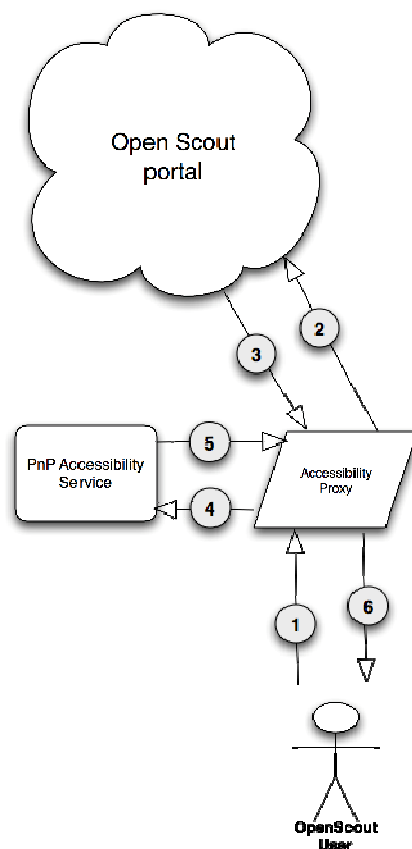 Open Scout
portal
2
3
5
PnP Accessibility
Service
Accessibility
Proxy
4
1
6
OpenScout
User